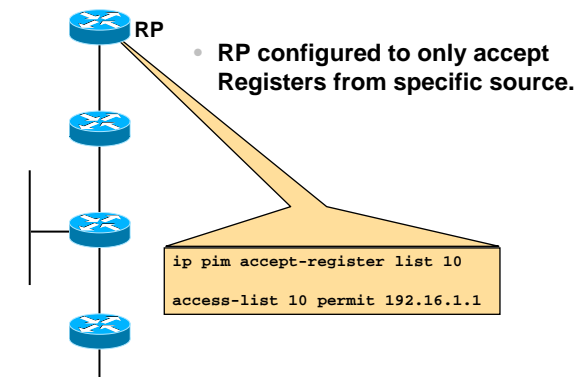 RP
• RP configured to only accept
Registers from specific source.
ip pim accept-register list 10
access-list 10 permit 192.16.1.1